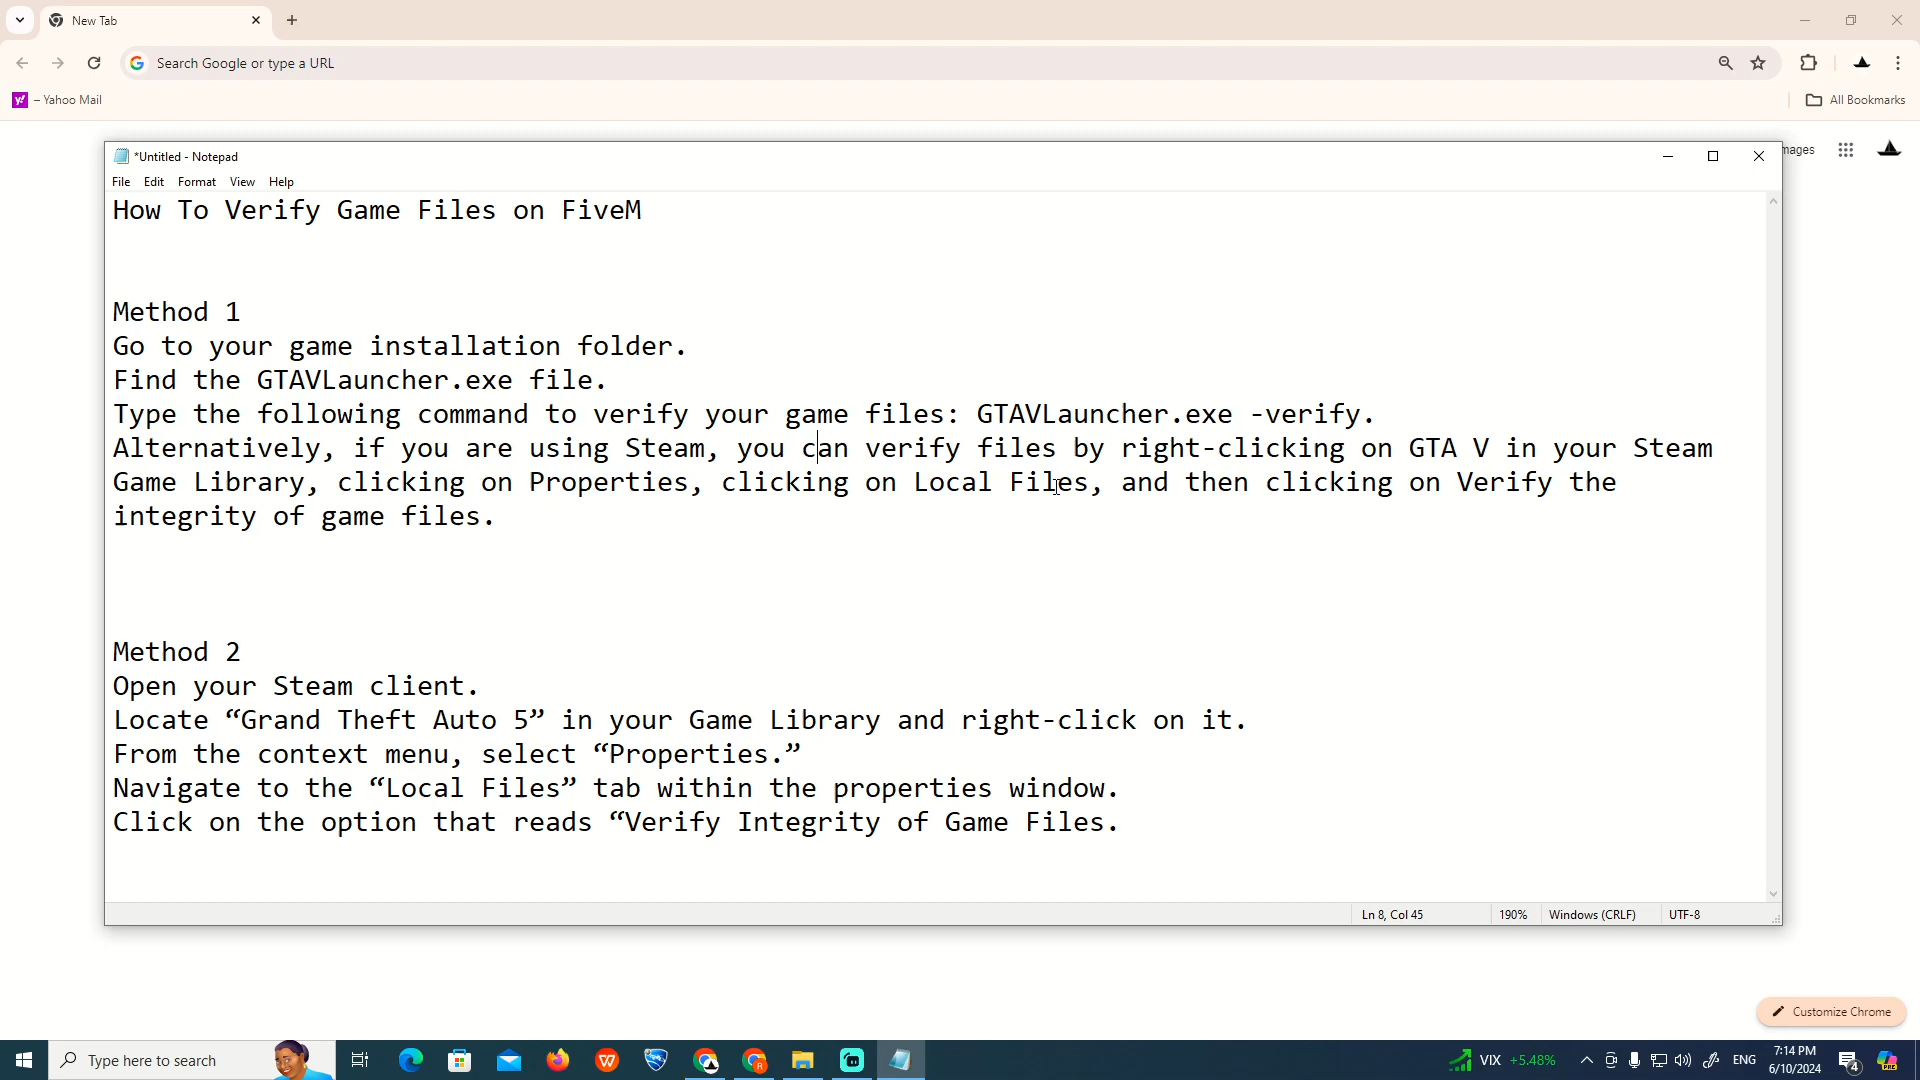 New Tab
Search Google or type a URL
– Yahoo Mail
All Bookmarks
*Untitled - Notepad
File Edit Format View Help
How To Verify Game Files on FiveM
Method 1
Go to your game installation folder.
Find the GTAVLauncher.exe file.
Type the following command to verify your game files: GTAVLauncher.exe -verify.
Alternatively, if you are using Steam, you can verify files by right-clicking on GTA V in your Steam
Game Library, clicking on Properties, clicking on Local Files, and then clicking on Verify the
integrity of game files.
Method 2
Open your Steam client.
Locate “Grand Theft Auto 5” in your Game Library and right-click on it.
From the context menu, select “Properties.”
Navigate to the “Local Files” tab within the properties window.
Click on the option that reads “Verify Integrity of Game Files.
Ln 8, Col 45 190% Windows (CRLF) UTF-8
Customize Chrome
Type here to search
VIX +5.48%
ENG
7:14 PM
6/10/2024
4